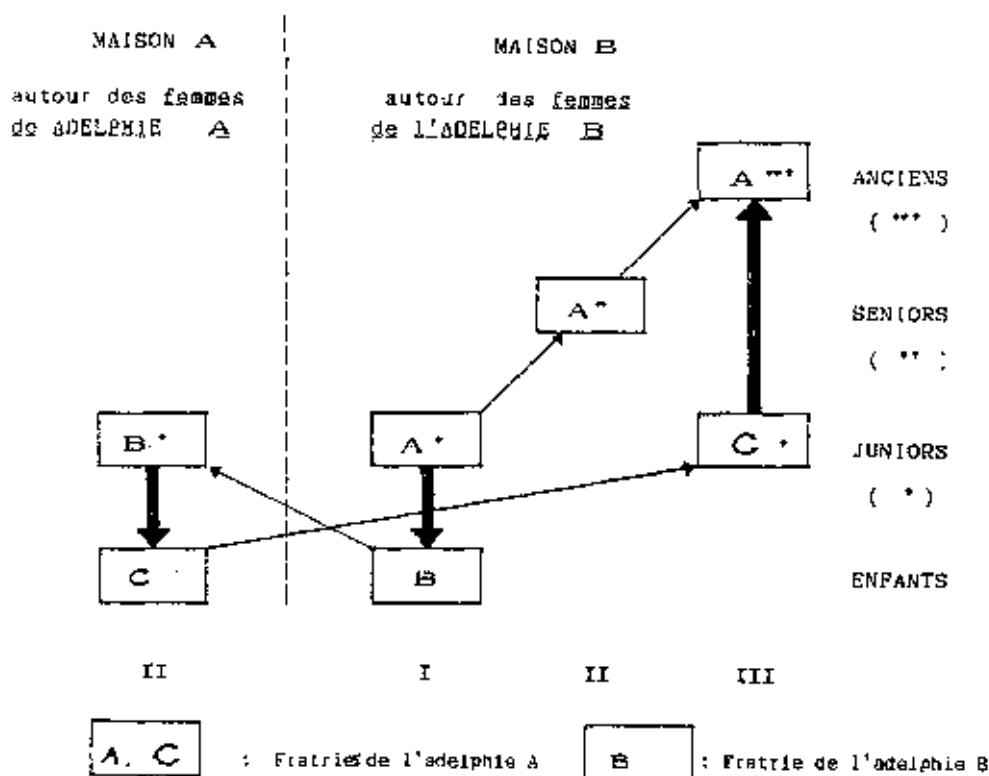 MAISON A
autour des femmes
de ADELPHIE A
MAISON B
autour des femmes
de l'ADELPHIE B
A ***
ANCIENS
( *** )
A **
SENIORS
( ** )
B *
A *
C *
JUNIORS
( * )
C
B
ENFANTS
II
I
II
III
A, C : Fratries de l'adelphie A
B : Fratrie de l'adelphie B